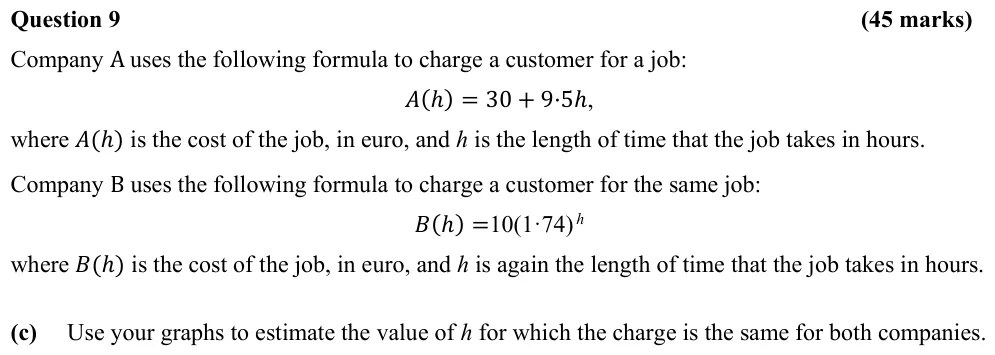 Question 9 (45 marks)
Company A uses the following formula to charge a customer for a job:
A(h) = 30 + 9·5h,
where A(h) is the cost of the job, in euro, and h is the length of time that the job takes in hours.
Company B uses the following formula to charge a customer for the same job:
B(h) =10(1·74)ʰ
where B(h) is the cost of the job, in euro, and h is again the length of time that the job takes in hours.
(c) Use your graphs to estimate the value of h for which the charge is the same for both companies.